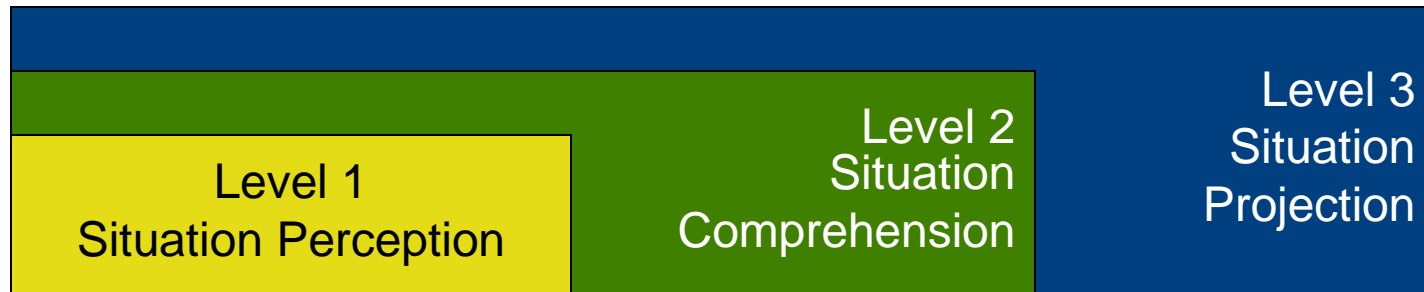 Level 1
Situation Perception
Level 2
Situation
Comprehension
Level 3
Situation
Projection